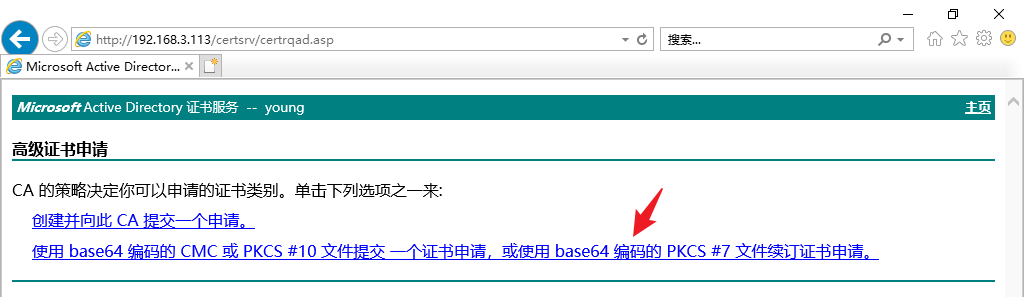 http://192.168.3.113/certsrv/certrqad.asp
搜索...
Microsoft Active Director...
Microsoft Active Directory 证书服务 -- young
主页
高级证书申请
CA 的策略决定你可以申请的证书类别。单击下列选项之一来:
创建并向此 CA 提交一个申请。
使用 base64 编码的 CMC 或 PKCS #10 文件提交 一个证书申请，或使用 base64 编码的 PKCS #7 文件续订证书申请。